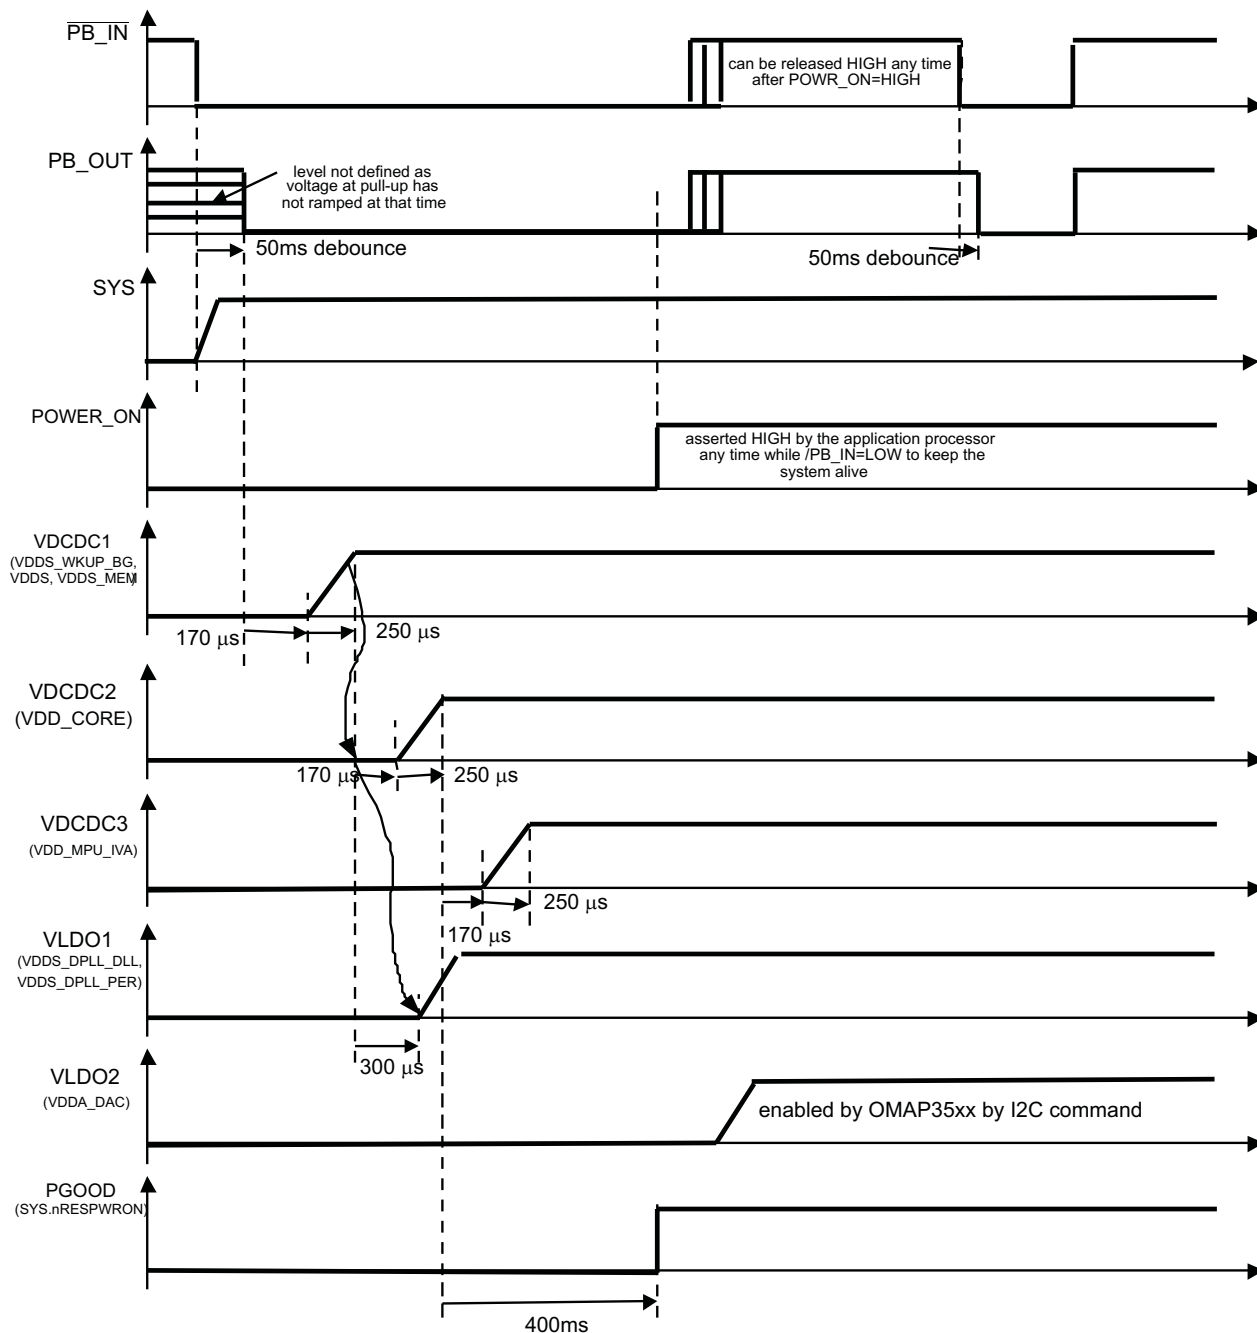 PB_IN
can be released HIGH any time
after POWR_ON=HIGH
PB_OUT
level not defined as
voltage at pull-up has
not ramped at that time
50ms debounce
50ms debounce
SYS
POWER_ON
asserted HIGH by the application processor
any time while /PB_IN=LOW to keep the
system alive
VDCDC1
(VDDS_WKUP_BG,
VDDS, VDDS_MEM)
170 μs
250 μs
VDCDC2
(VDD_CORE)
170 μs
250 μs
VDCDC3
(VDD_MPU_IVA)
250 μs
170 μs
VLDO1
(VDDS_DPLL_DLL,
VDDS_DPLL_PER)
300 μs
VLDO2
(VDDA_DAC)
enabled by OMAP35xx by I2C command
PGOOD
(SYS.nRESPWRON)
400ms